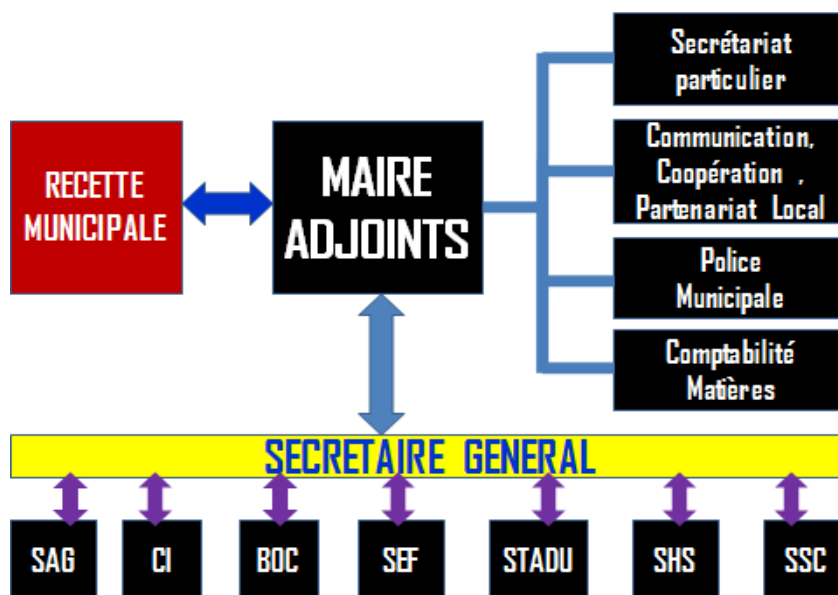 Secrétariat
particulier
Communication,
Coopération ,
Partenariat Local
RECETTE
MUNICIPALE
MAIRE
ADJOINTS
Police
Municipale
Comptabilité
Matières
SECRETAIRE GENERAL
SAG
CI
BOC
SEF
STADU
SHS
SSC